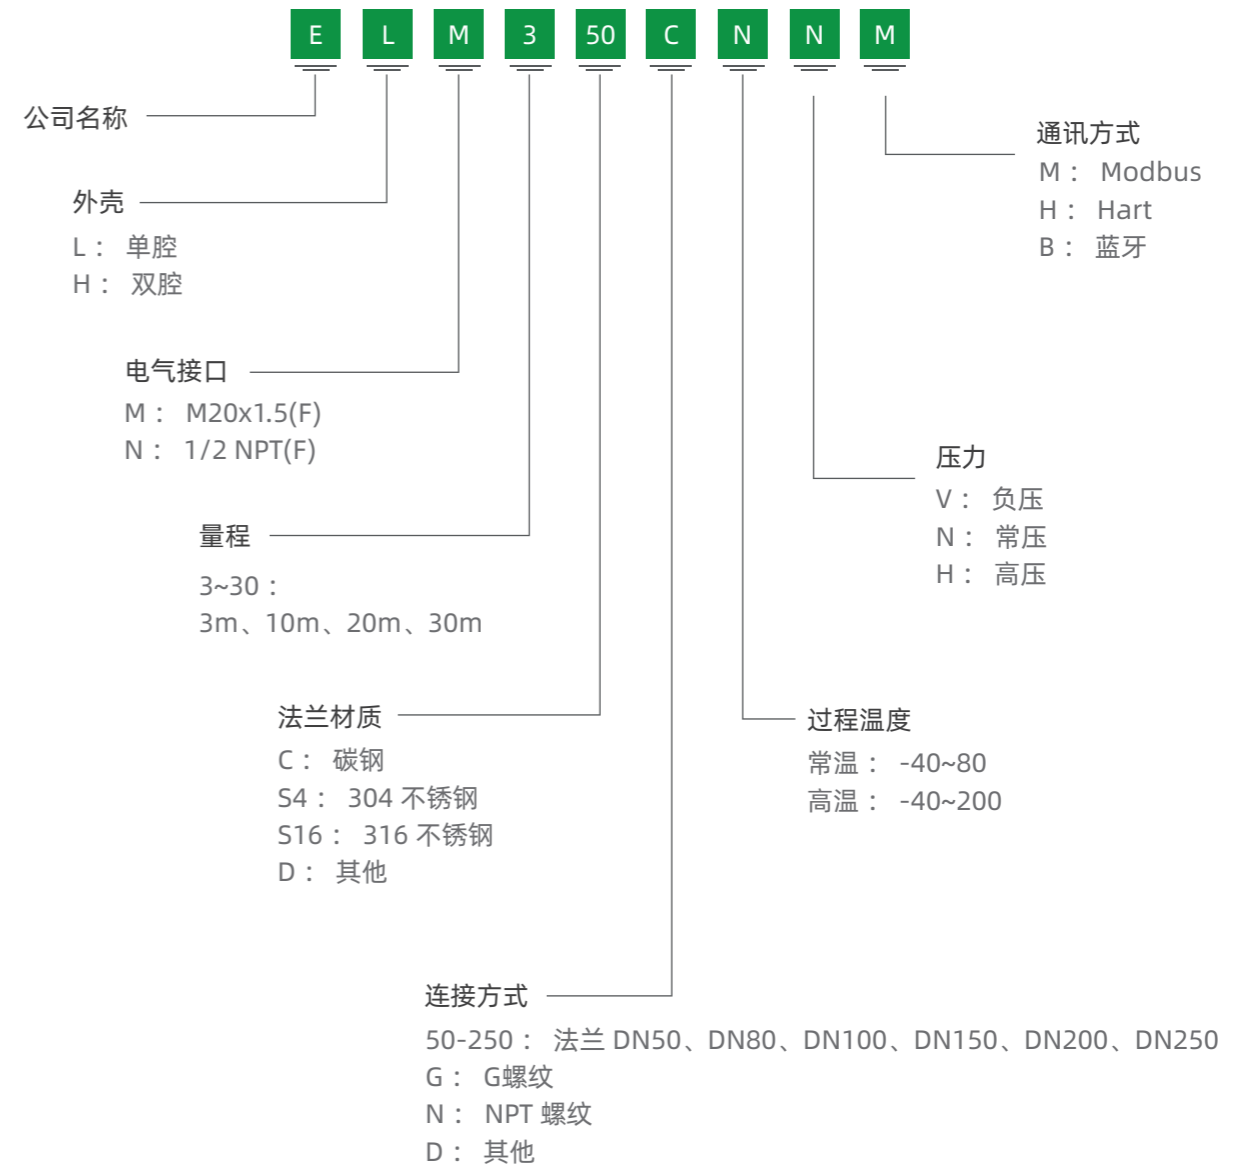 E L M 3 50 C N N M
公司名称
外壳
L： 单腔
H： 双腔
电气接口
M： M20x1.5(F)
N： 1/2 NPT(F)
量程
3~30：
3m、10m、20m、30m
法兰材质
C： 碳钢
S4： 304 不锈钢
S16： 316 不锈钢
D： 其他
连接方式
50-250： 法兰 DN50、DN80、DN100、DN150、DN200、DN250
G： G螺纹
N： NPT 螺纹
D： 其他
过程温度
常温： -40~80
高温： -40~200
压力
V： 负压
N： 常压
H： 高压
通讯方式
M： Modbus
H： Hart
B： 蓝牙